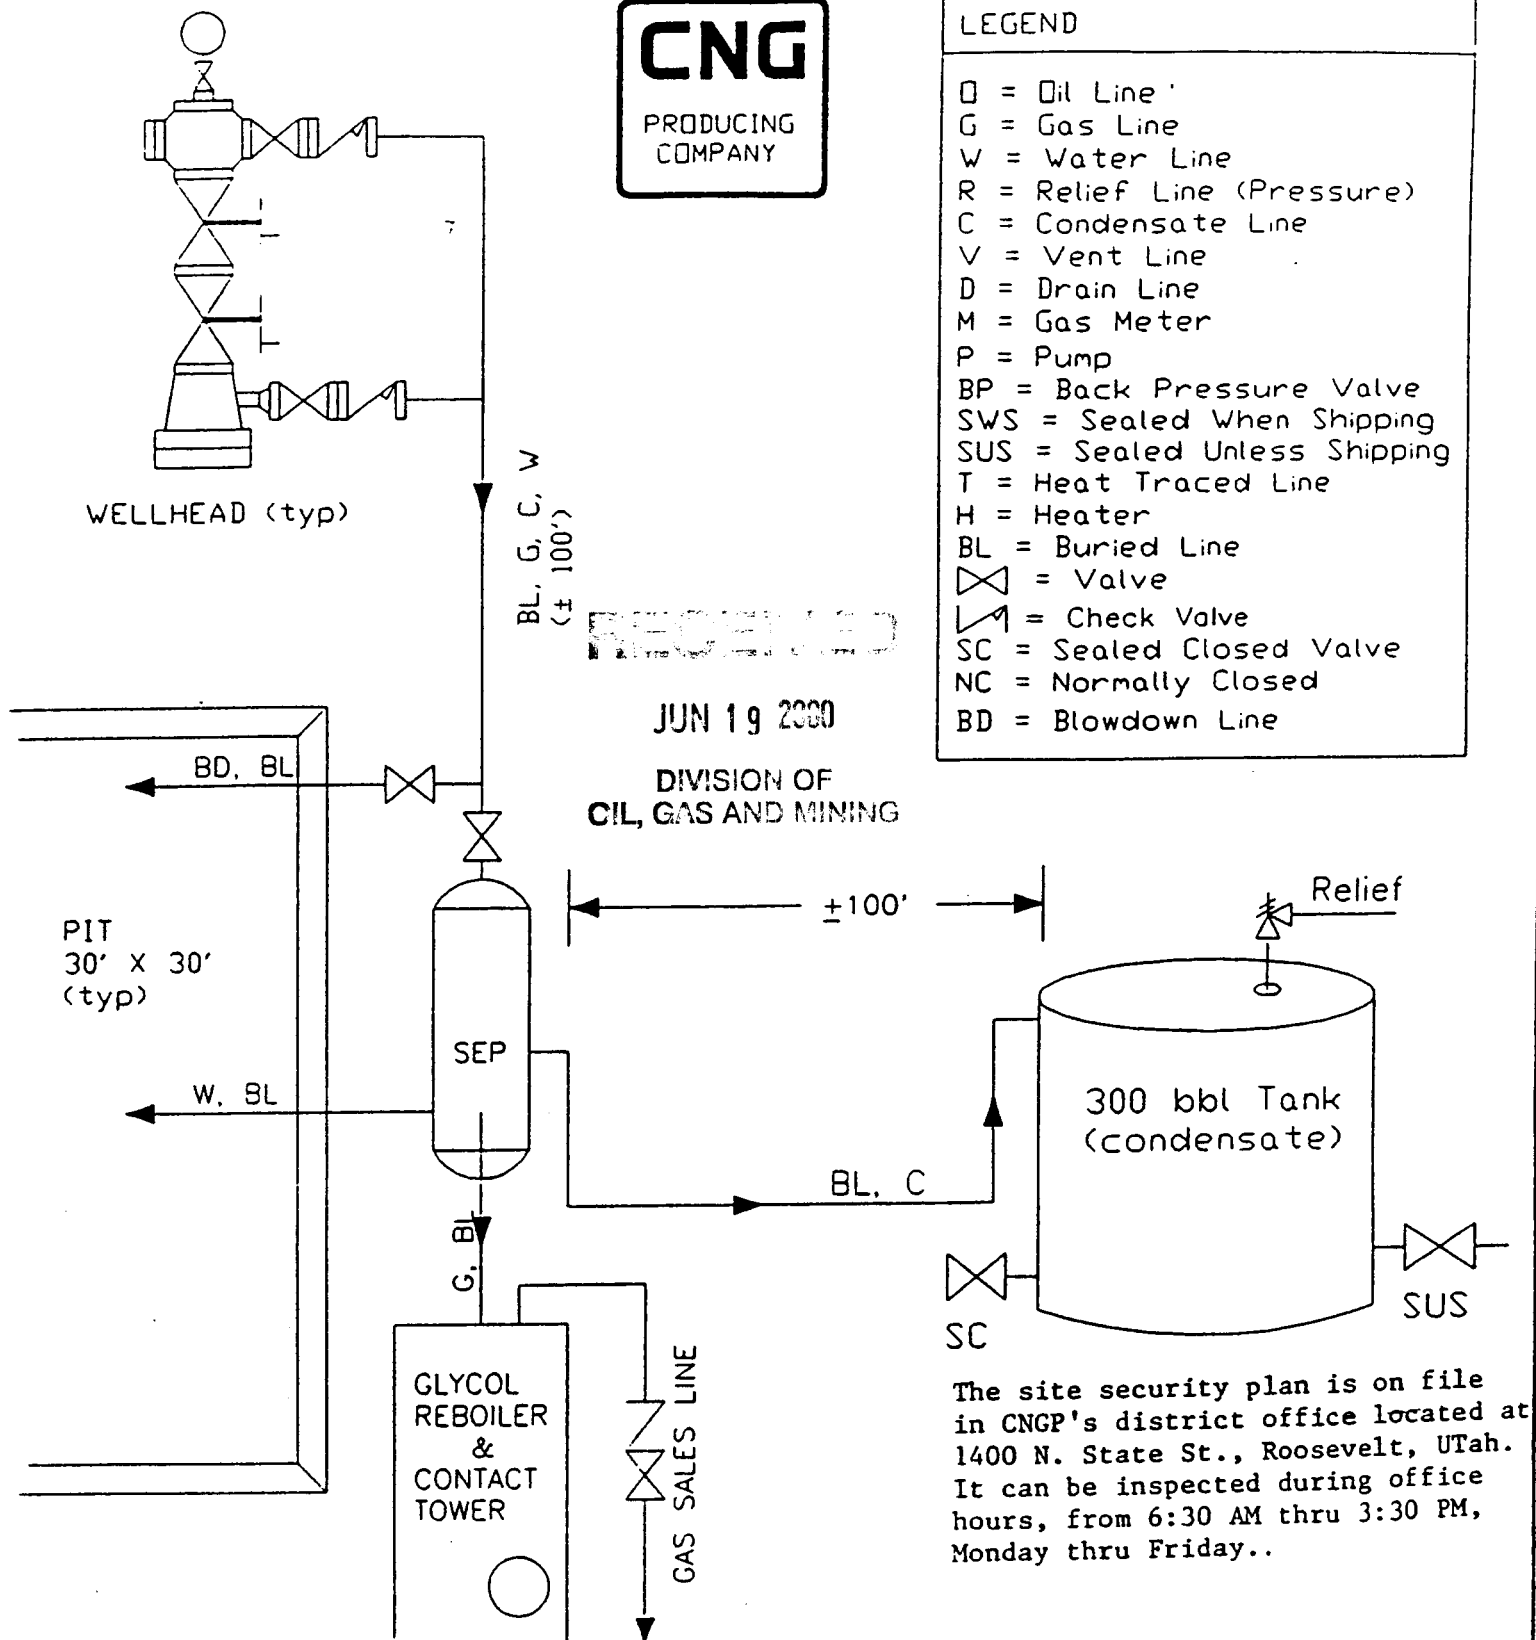 CNG
PRODUCING
COMPANY
LEGEND
O = Oil Line
G = Gas Line
W = Water Line
R = Relief Line (Pressure)
C = Condensate Line
V = Vent Line
D = Drain Line
M = Gas Meter
P = Pump
BP = Back Pressure Valve
SWS = Sealed When Shipping
SUS = Sealed Unless Shipping
T = Heat Traced Line
H = Heater
BL = Buried Line
= Valve
= Check Valve
SC = Sealed Closed Valve
NC = Normally Closed
BD = Blowdown Line
WELLHEAD (typ)
BL, G, C, W
(± 100')
RECEIVED
JUN 19 2000
DIVISION OF
OIL, GAS AND MINING
BD, BL
PIT
30' X 30'
(typ)
±100'
Relief
SEP
W, BL
300 bbl Tank
(condensate)
BL, C
G, BL
SC
SUS
GLYCOL
REBOILER
&
CONTACT
TOWER
GAS SALES LINE
The site security plan is on file
in CNGP's district office located at
1400 N. State St., Roosevelt, UTah.
It can be inspected during office
hours, from 6:30 AM thru 3:30 PM,
Monday thru Friday..